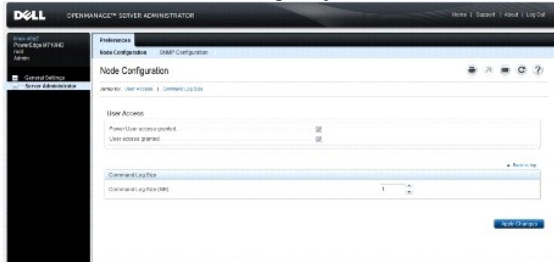 DELL OPENMANAGE™ SERVER ADMINISTRATOR
Home | Support | About | Log Out
PowerEdge M710HD
root
Admin
General Settings
Server Administrator
Preferences
Node Configuration SNMP Configuration
Node Configuration
Jump to: User Access | Command Log Size
User Access
Power User access granted
User access granted
Back to top
Command Log Size
Command Log Size (MB) 1
Apply Changes